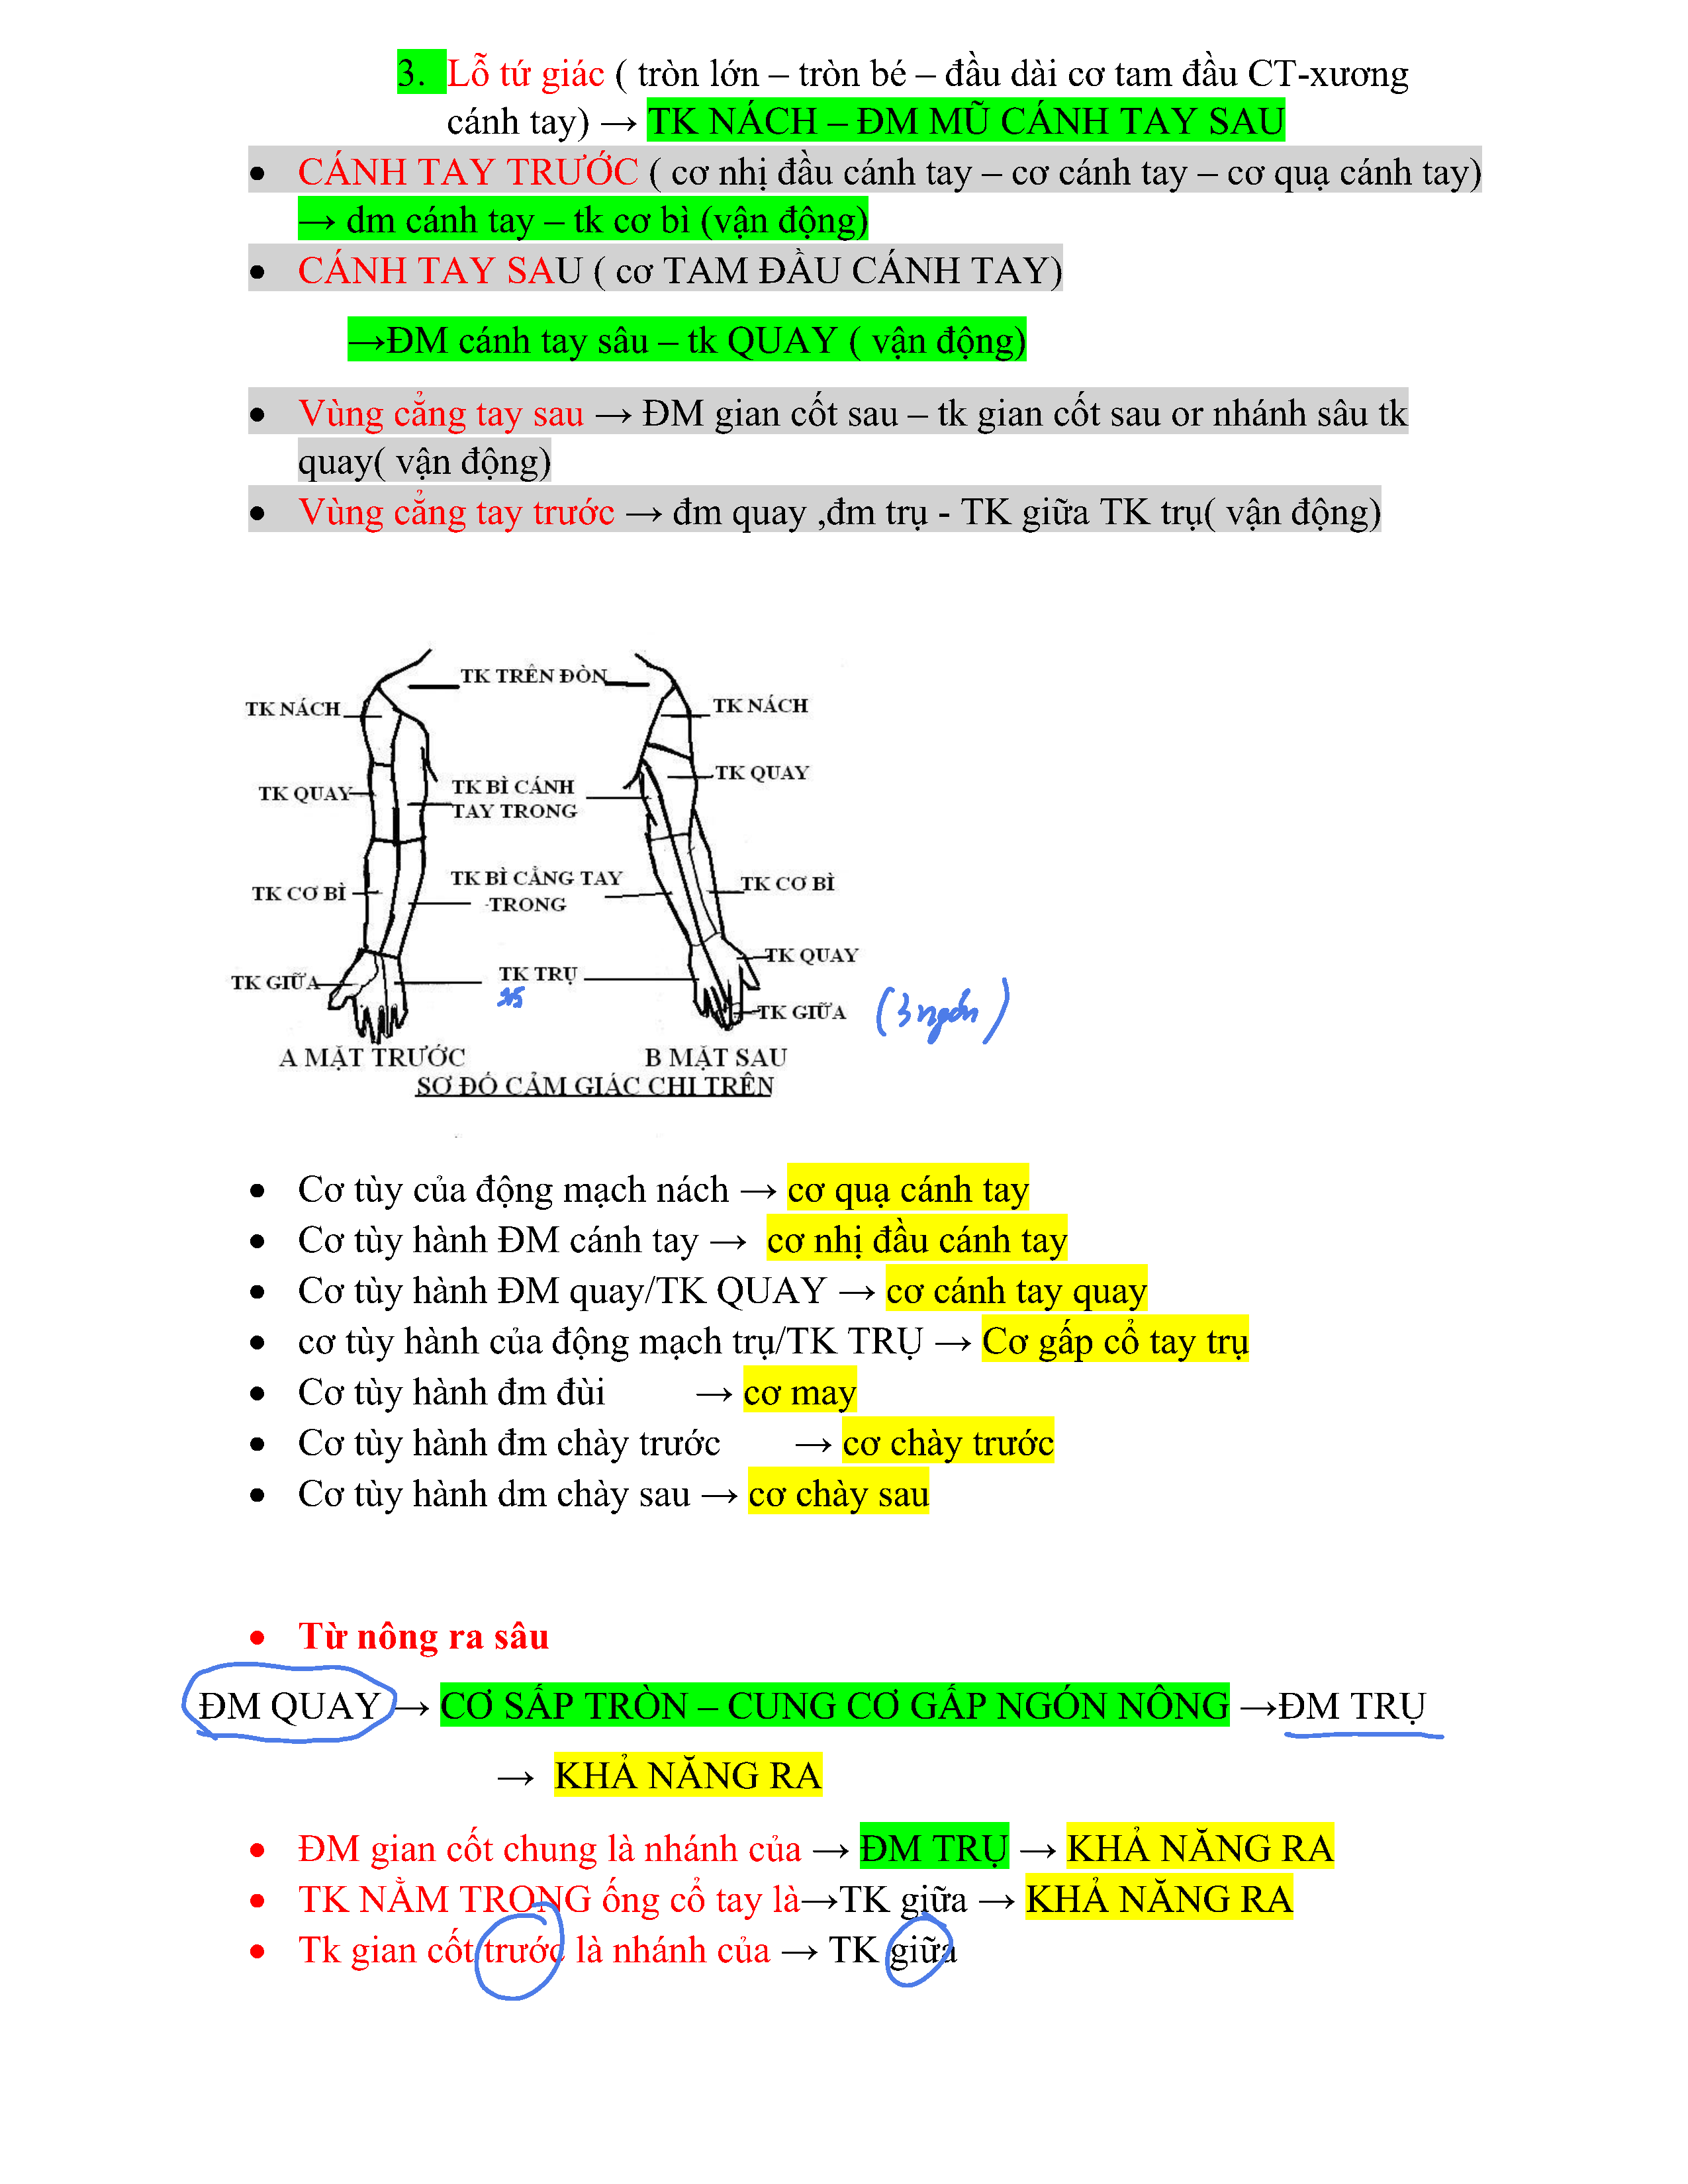 3. Lỗ tứ giác ( tròn lớn – tròn bé – đầu dài cơ tam đầu CT-xương
cánh tay) → TK NÁCH – ĐM MŨ CÁNH TAY SAU
• CÁNH TAY TRƯỚC ( cơ nhị đầu cánh tay – cơ cánh tay – cơ quạ cánh tay)
→ dm cánh tay – tk cơ bì (vận động)
• CÁNH TAY SAU ( cơ TAM ĐẦU CÁNH TAY)
→ĐM cánh tay sâu – tk QUAY ( vận động)
• Vùng cẳng tay sau → ĐM gian cốt sau – tk gian cốt sau or nhánh sâu tk
quay( vận động)
• Vùng cẳng tay trước → đm quay ,đm trụ - TK giữa TK trụ( vận động)
TK TRÊN ĐÒN
TK NÁCH
TK NÁCH
TK QUAY
TK QUAY
TK BÌ CÁNH
TAY TRONG
TK CƠ BÌ
TK BÌ CẲNG TAY
TRONG
TK CƠ BÌ
TK QUAY
TK GIỮA
TK TRỤ
TK GIỮA
(3 ngón)
A MẶT TRƯỚC
B MẶT SAU
SƠ ĐÓ CẢM GIÁC CHI TRÊN
• Cơ tùy của động mạch nách → cơ quạ cánh tay
• Cơ tùy hành ĐM cánh tay → cơ nhị đầu cánh tay
• Cơ tùy hành ĐM quay/TK QUAY → cơ cánh tay quay
• cơ tùy hành của động mạch trụ/TK TRỤ → Cơ gấp cổ tay trụ
• Cơ tùy hành đm đùi → cơ may
• Cơ tùy hành đm chày trước → cơ chày trước
• Cơ tùy hành dm chày sau → cơ chày sau
• Từ nông ra sâu
ĐM QUAY → CƠ SẤP TRÒN – CUNG CƠ GẤP NGÓN NÔNG →ĐM TRỤ
→ KHẢ NĂNG RA
• ĐM gian cốt chung là nhánh của → ĐM TRỤ → KHẢ NĂNG RA
• TK NẰM TRONG ống cổ tay là→TK giữa → KHẢ NĂNG RA
• Tk gian cốt trước là nhánh của → TK giữa